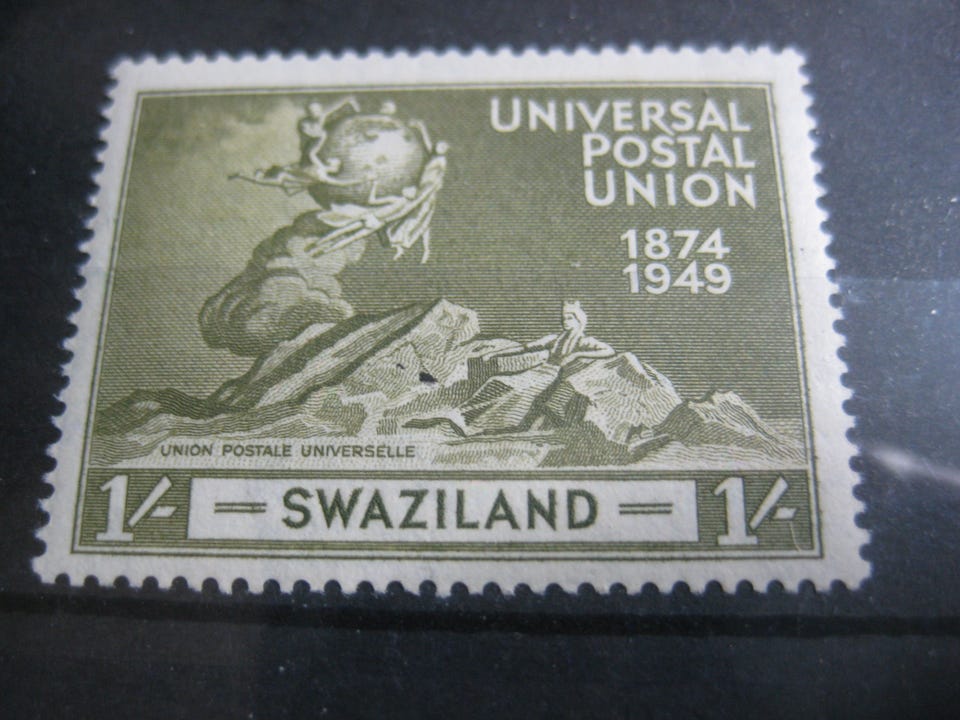 UNIVERSAL
POSTAL
UNION
1874
1949
UNION POSTALE UNIVERSELLE
1/- = SWAZILAND = 1/-